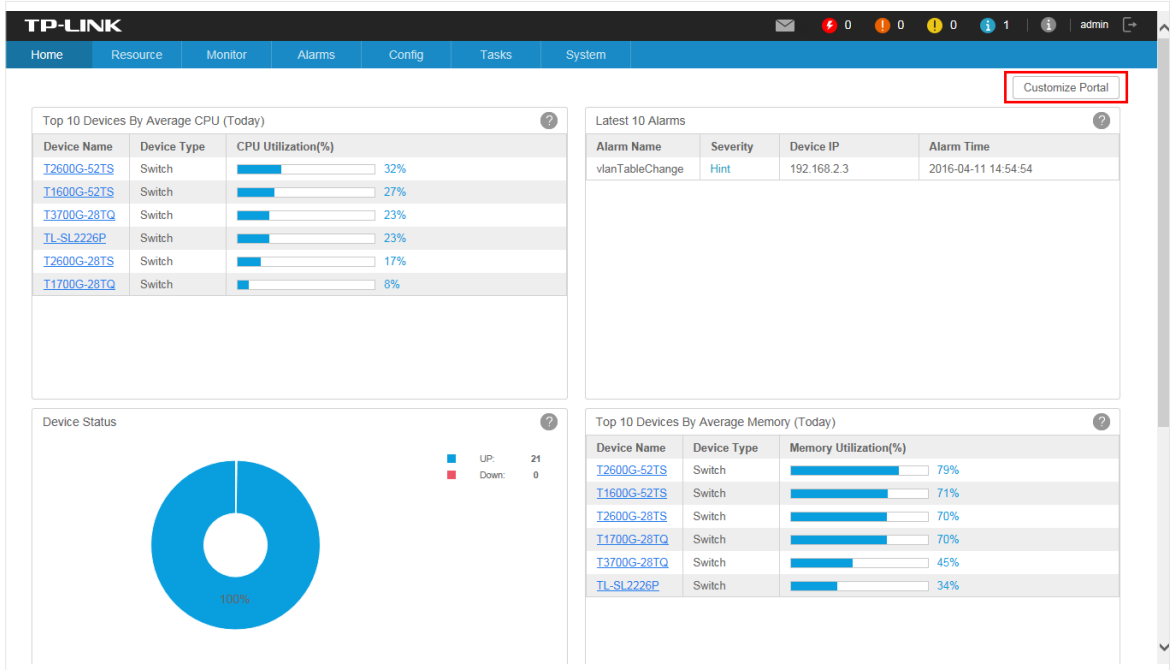 TP-LINK 0 0 0 1 admin
Home Resource Monitor Alarms Config Tasks System
Customize Portal
Top 10 Devices By Average CPU (Today) ?
Device Name Device Type CPU Utilization(%)
T2600G-52TS Switch 32%
T1600G-52TS Switch 27%
T3700G-28TQ Switch 23%
TL-SL2226P Switch 23%
T2600G-28TS Switch 17%
T1700G-28TQ Switch 8%
Latest 10 Alarms ?
Alarm Name Severity Device IP Alarm Time
vlanTableChange Hint 192.168.2.3 2016-04-11 14:54:54
Device Status ?
UP: 21
Down: 0
100%
Top 10 Devices By Average Memory (Today) ?
Device Name Device Type Memory Utilization(%)
T2600G-52TS Switch 79%
T1600G-52TS Switch 71%
T2600G-28TS Switch 70%
T1700G-28TQ Switch 70%
T3700G-28TQ Switch 45%
TL-SL2226P Switch 34%